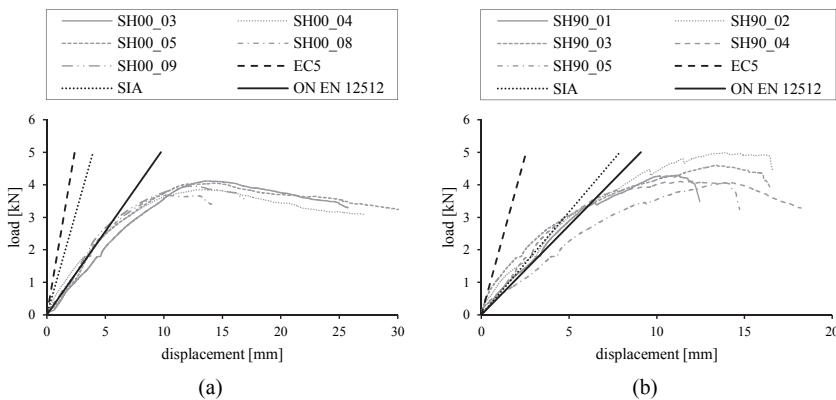 SH00_03 SH00_04
SH00_05 SH00_08
SH00_09 EC5
SIA ON EN 12512
6
5
4
3
2
1
0
load [kN]
0 5 10 15 20 25 30
displacement [mm]
(a)
SH90_01 SH90_02
SH90_03 SH90_04
SH90_05 EC5
SIA ON EN 12512
6
5
4
3
2
1
0
load [kN]
0 5 10 15 20
displacement [mm]
(b)